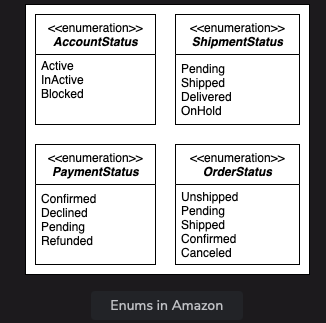 <<enumeration>>
AccountStatus
Active
InActive
Blocked
<<enumeration>>
ShipmentStatus
Pending
Shipped
Delivered
OnHold
<<enumeration>>
PaymentStatus
Confirmed
Declined
Pending
Refunded
<<enumeration>>
OrderStatus
Unshipped
Pending
Shipped
Confirmed
Canceled
Enums in Amazon